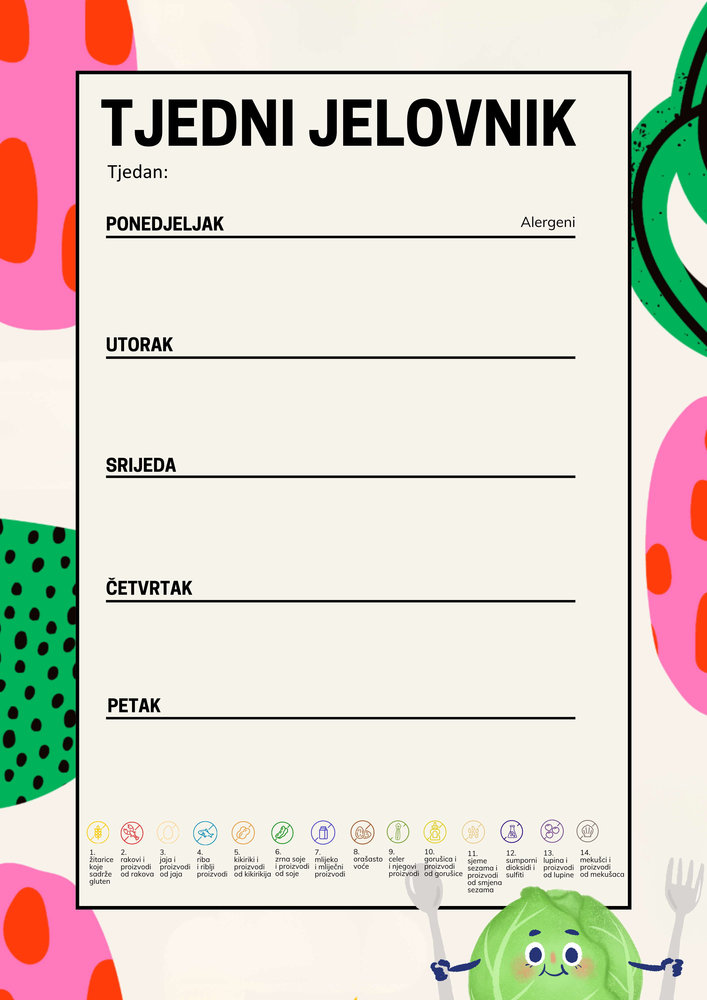 TJEDNI JELOVNIK
Tjedan:
PONEDJELJAK
Alergeni
UTORAK
SRIJEDA
ČETVRTAK
PETAK
1.
žitarice
koje
sadrže
gluten
2.
rakovi i
proizvodi
od rakova
3.
jaja i
proizvodi
od jaja
4.
riba
i riblji
proizvodi
5.
kikiriki i
proizvodi
od kikirikija
6.
zrna soje
i proizvodi
od soje
7.
mlijeko
i mliječni
proizvodi
8.
orašasto
voće
9.
celer
i njegovi
proizvodi
10.
gorušica i
proizvodi
od gorušice
11.
sjeme
sezama i
proizvodi
od smjena
sezama
12.
sumporni
dioksidi i
sulfiti
13.
lupina i
proizvodi
od lupine
14.
mekušci i
proizvodi
od mekušaca